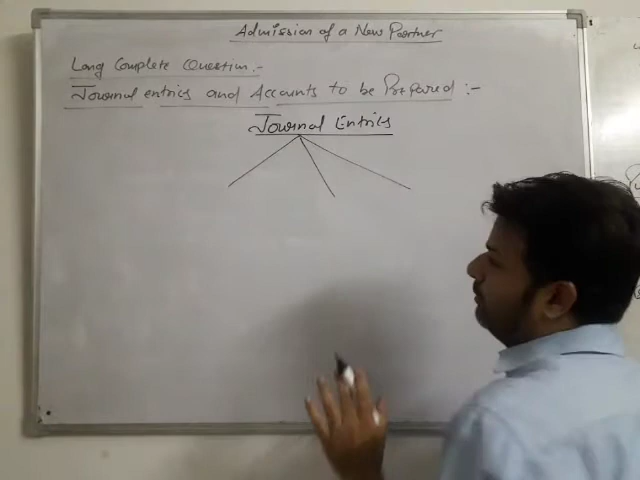 Admission of a New Partner
Long Complete Question:-
Journal entries and Accounts to be Prepared :-
Journal Entries